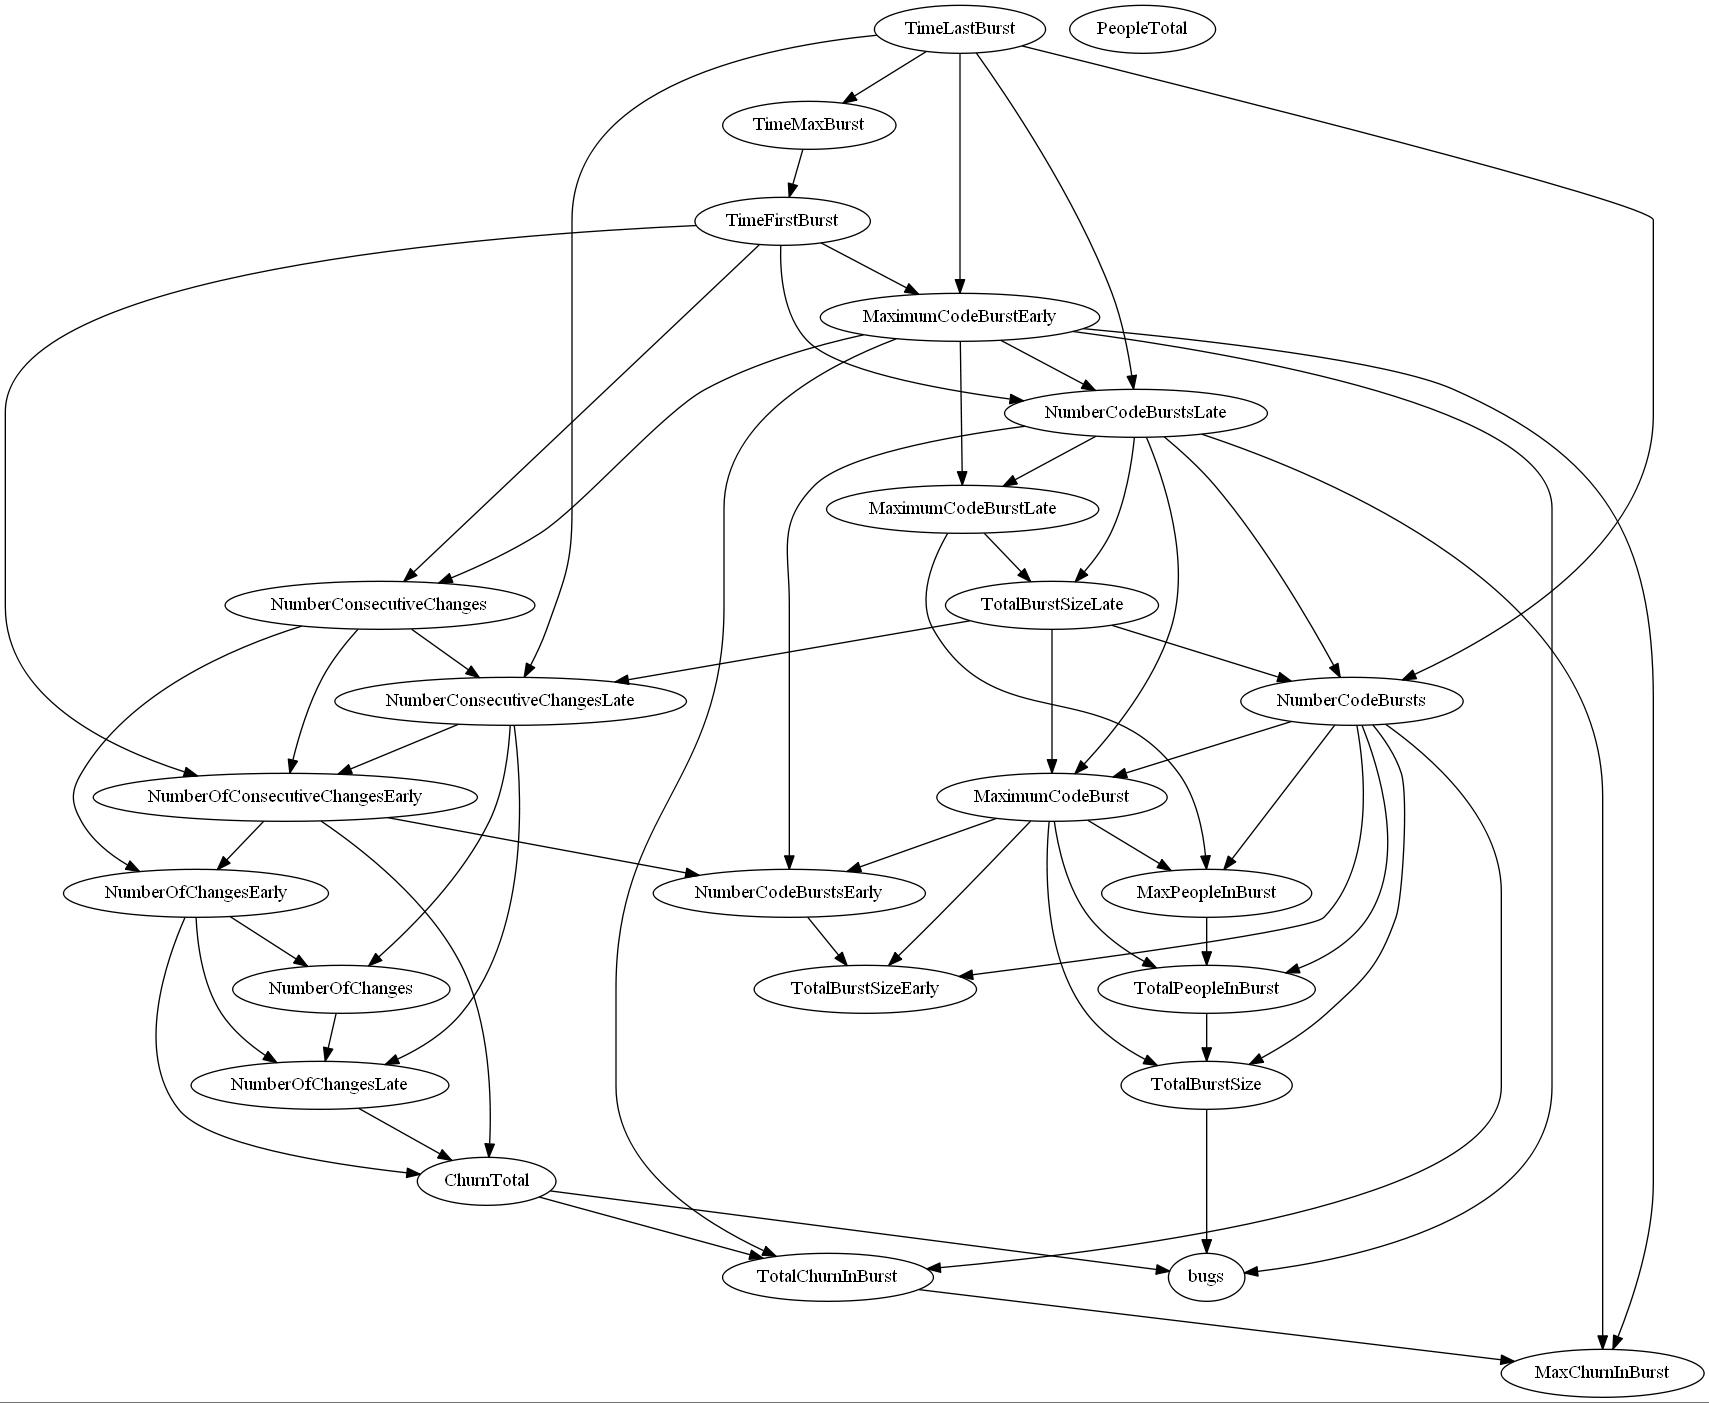 TimeLastBurst
PeopleTotal
TimeMaxBurst
TimeFirstBurst
MaximumCodeBurstEarly
NumberCodeBurstsLate
MaximumCodeBurstLate
NumberConsecutiveChanges
TotalBurstSizeLate
NumberConsecutiveChangesLate
NumberCodeBursts
NumberOfConsecutiveChangesEarly
MaximumCodeBurst
NumberOfChangesEarly
NumberCodeBurstsEarly
MaxPeopleInBurst
NumberOfChanges
TotalBurstSizeEarly
TotalPeopleInBurst
NumberOfChangesLate
TotalBurstSize
ChurnTotal
TotalChurnInBurst
bugs
MaxChurnInBurst